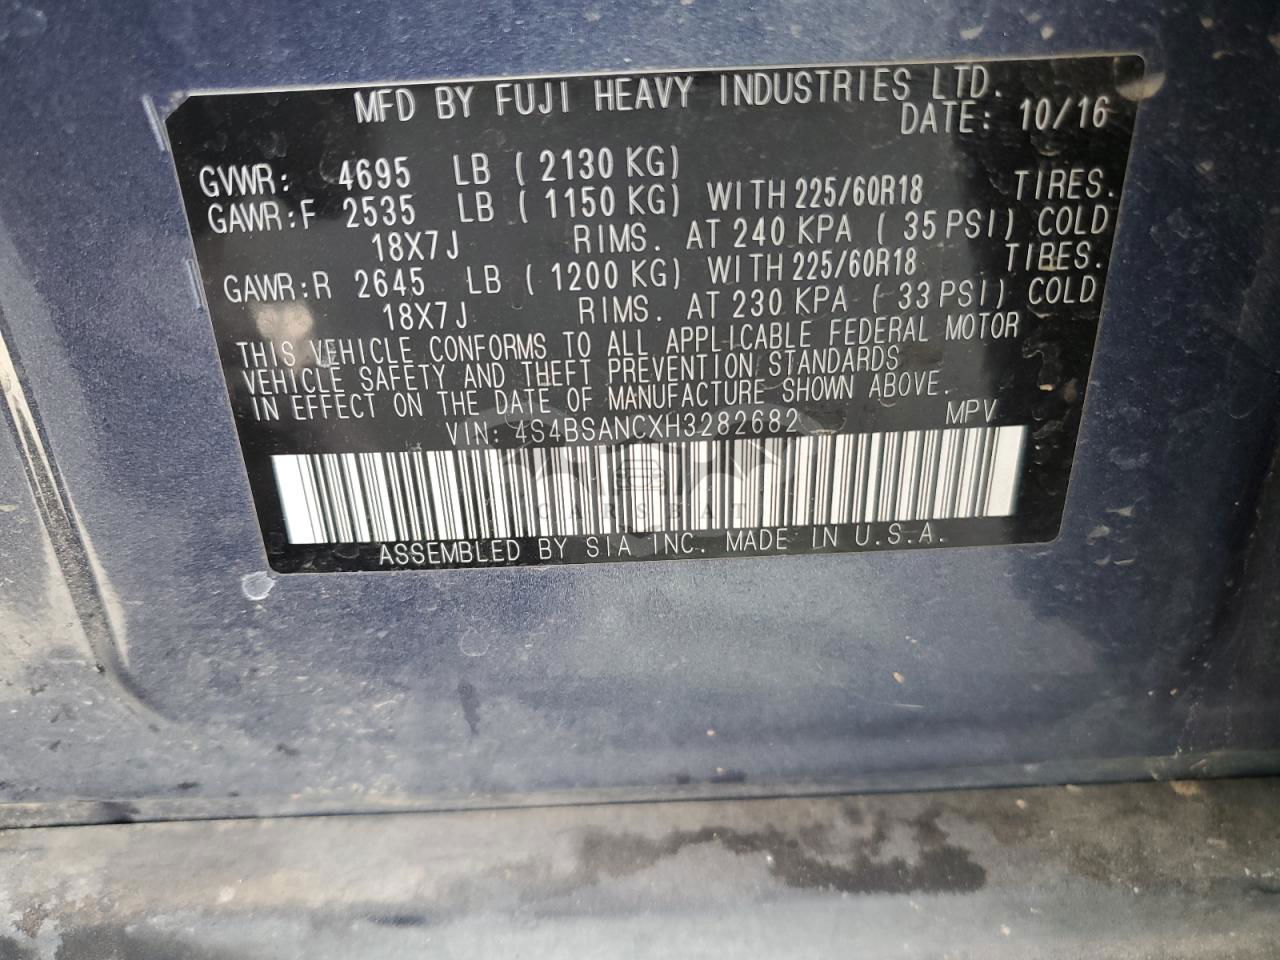 MFD BY FUJI HEAVY INDUSTRIES LTD.
DATE: 10/16
GVWR: 4695 LB ( 2130 KG)
GAWR:F 2535 LB ( 1150 KG) WITH 225/60R18 TIRES.
18X7J RIMS. AT 240 KPA ( 35 PSI) COLD
GAWR:R 2645 LB ( 1200 KG) WITH 225/60R18 TIRES.
18X7J RIMS. AT 230 KPA ( 33 PSI) COLD
THIS VEHICLE CONFORMS TO ALL APPLICABLE FEDERAL MOTOR
VEHICLE SAFETY AND THEFT PREVENTION STANDARDS
IN EFFECT ON THE DATE OF MANUFACTURE SHOWN ABOVE.
VIN: 4S4BSANCXH3282682 MPV
CARSBAT
ASSEMBLED BY SIA INC. MADE IN U.S.A.